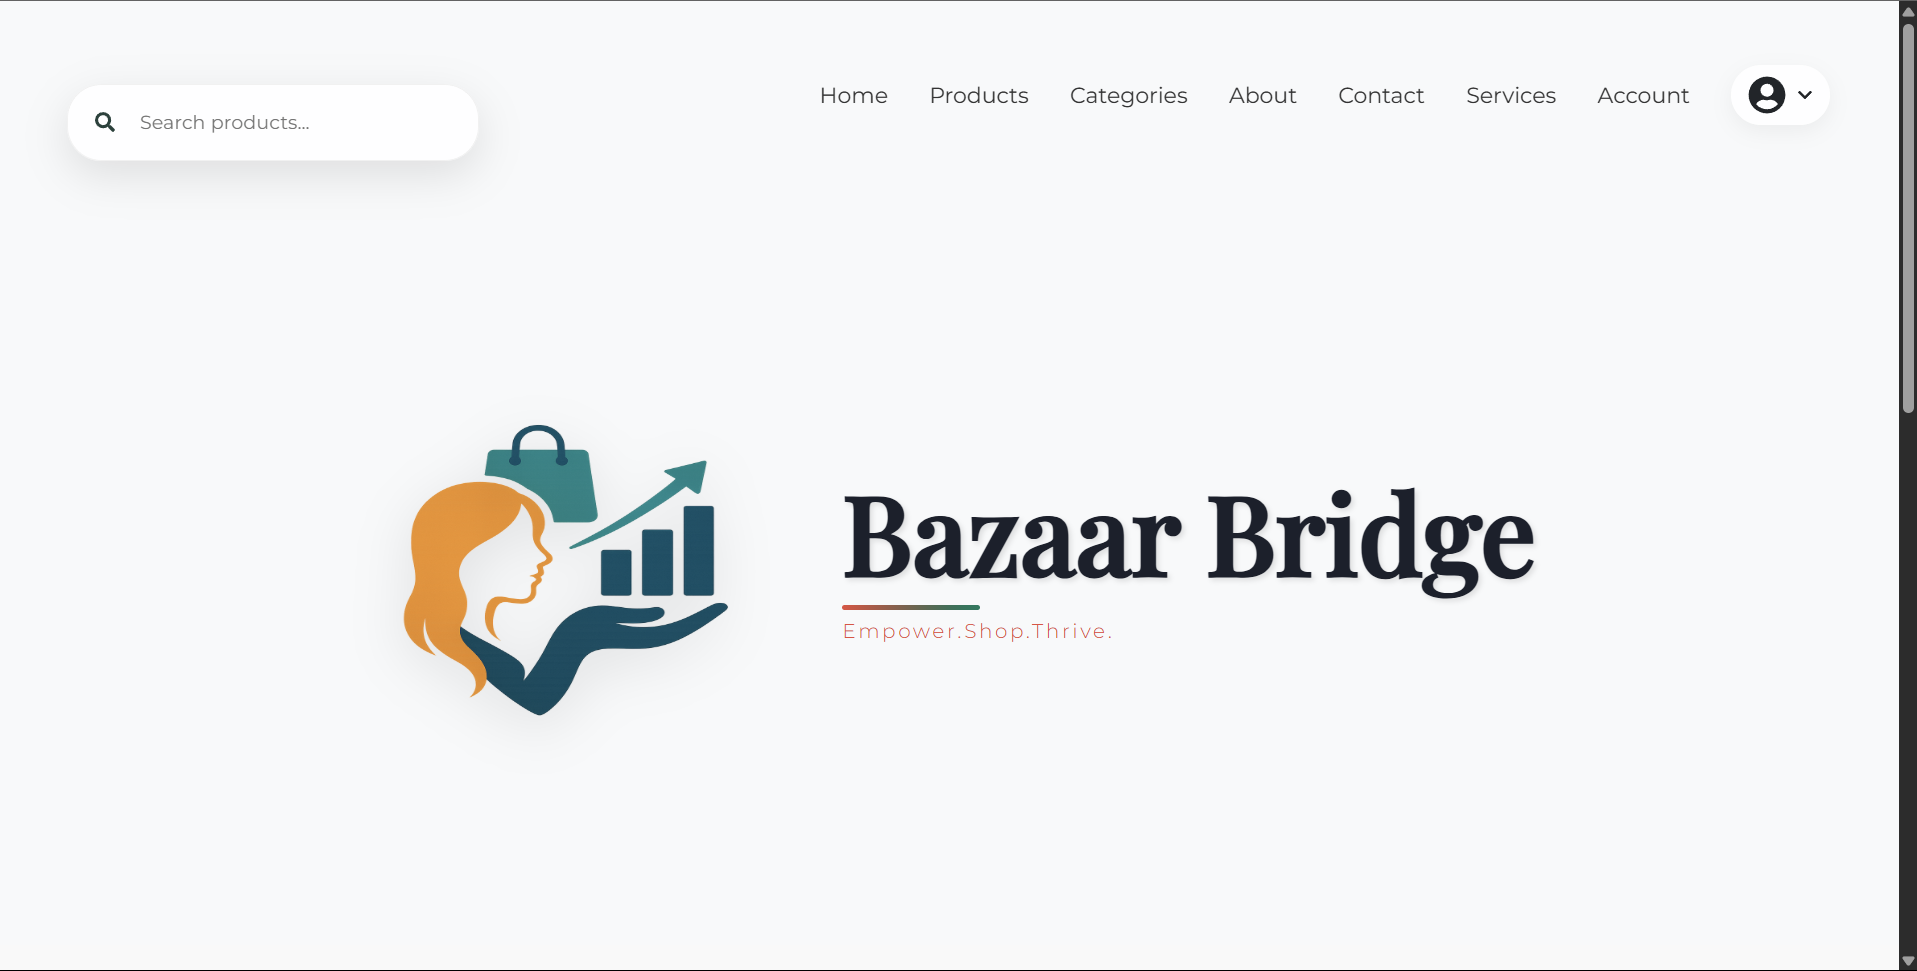 Search products...
Home Products Categories About Contact Services Account
Bazaar Bridge
Empower.Shop.Thrive.